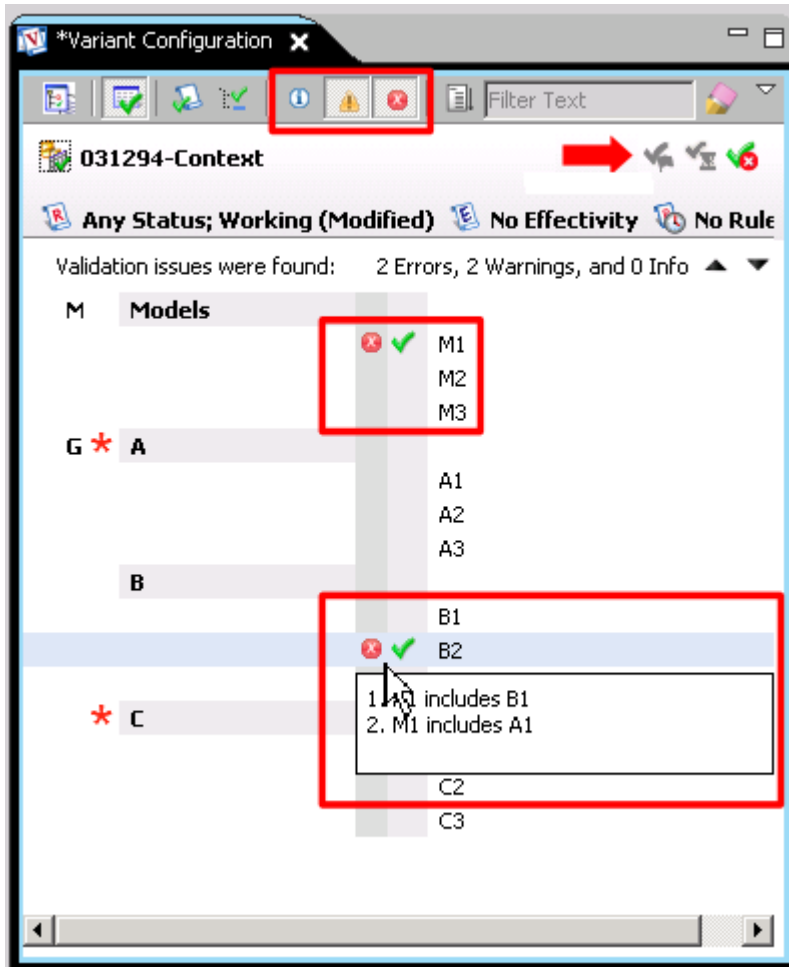 *Variant Configuration
Filter Text
031294-Context
Any Status; Working (Modified) No Effectivity No Rule
Validation issues were found: 2 Errors, 2 Warnings, and 0 Info
M Models
M1
M2
M3
G * A
A1
A2
A3
B
B1
B2
1. includes B1
2. M1 includes A1
* C
C2
C3